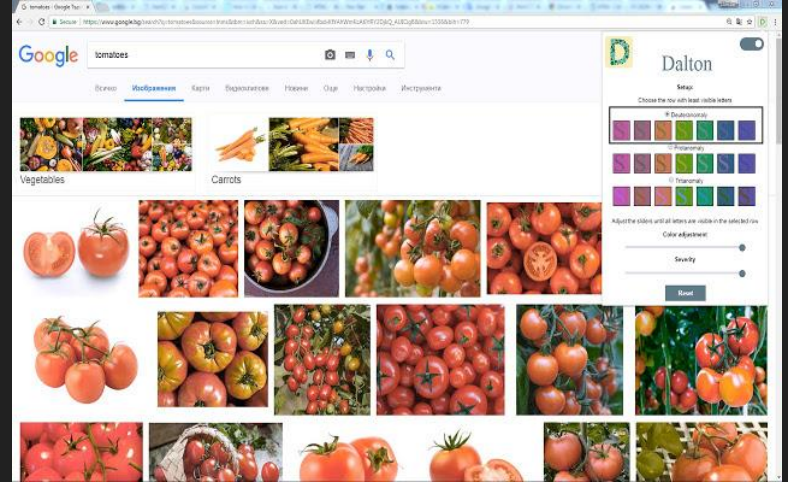 tomatoes - Google Търс
Secure
Google
tomatoes
Всичко Изображения Карти Видеоклипове Новини Още Настройки Инструменти
Vegetables
Carrots
D
Dalton
Setup:
Choose the row with least visible letters
Deuteranomaly
S S S S S S S
Protanomaly
S S S S S S S
Tritanomaly
S S S S S S S
Adjust the sliders until all letters are visible in the selected row
Color adjustment
Severity
Reset